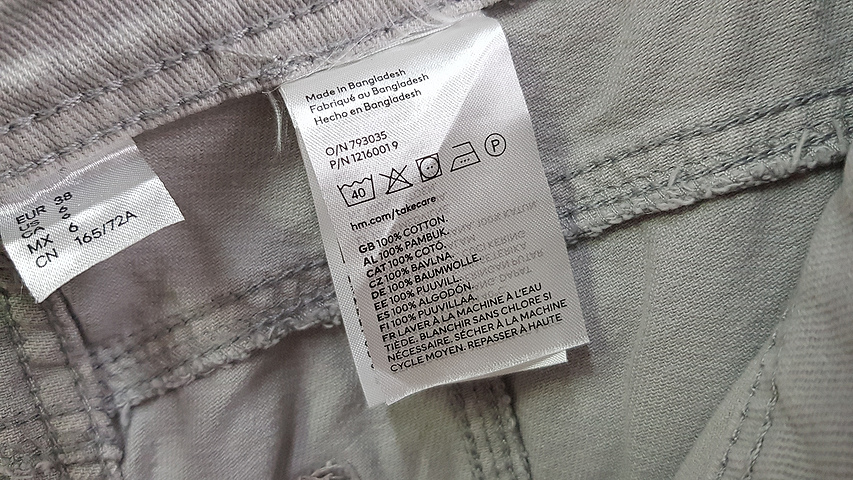 EUR 38
US 6
CA 6
MX 6
CN 165/72A
Made in Bangladesh
Fabriqué au Bangladesh
Hecho en Bangladesh
O/N 793035
P/N 1216001 9
40
P
hm.com/takecare
GB 100% COTTON.
AL 100% PAMBUK.
CAT 100% COTÓ.
CZ 100% BAVLNA.
DE 100% BAUMWOLLE.
EE 100% PUUVILL.
ES 100% ALGODÓN.
FI 100% PUUVILLAA.
FR LAVER À LA MACHINE À L'EAU
TIÈDE. BLANCHIR SANS CHLORE SI
NÉCESSAIRE. SÉCHER À LA MACHINE
CYCLE MOYEN. REPASSER À HAUTE